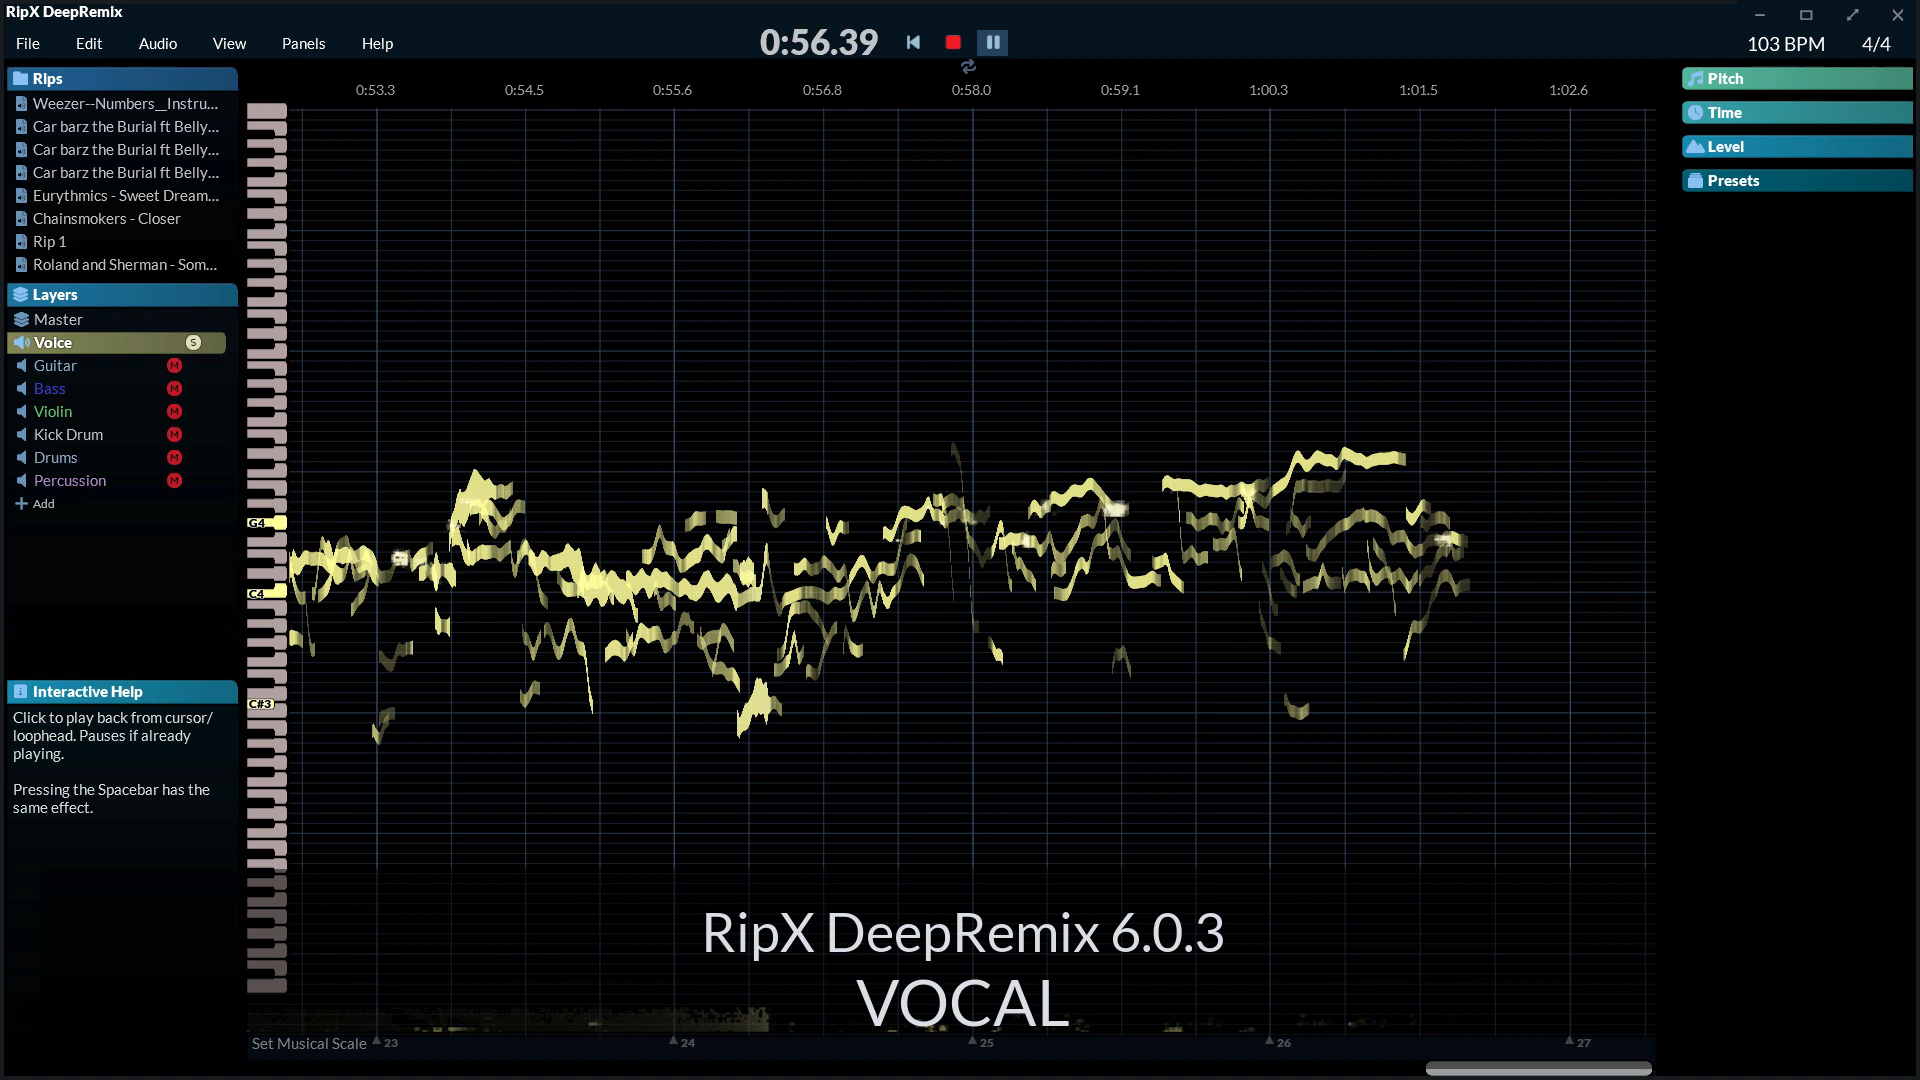 RipX DeepRemix
File Edit Audio View Panels Help
0:56.39
103 BPM 4/4
Rips
Weezer--Numbers__Instru...
Car barz the Burial ft Belly...
Car barz the Burial ft Belly...
Car barz the Burial ft Belly...
Eurythmics - Sweet Dream...
Chainsmokers - Closer
Rip 1
Roland and Sherman - Som...
Layers
Master
Voice S
Guitar M
Bass M
Violin M
Kick Drum M
Drums M
Percussion M
Add
Interactive Help
Click to play back from cursor/
loophead. Pauses if already
playing.
Pressing the Spacebar has the
same effect.
0:53.3 0:54.5 0:55.6 0:56.8 0:58.0 0:59.1 1:00.3 1:01.5 1:02.6
G4
C4
C#3
RipX DeepRemix 6.0.3
VOCAL
Set Musical Scale 23 24 25 26 27
Pitch
Time
Level
Presets